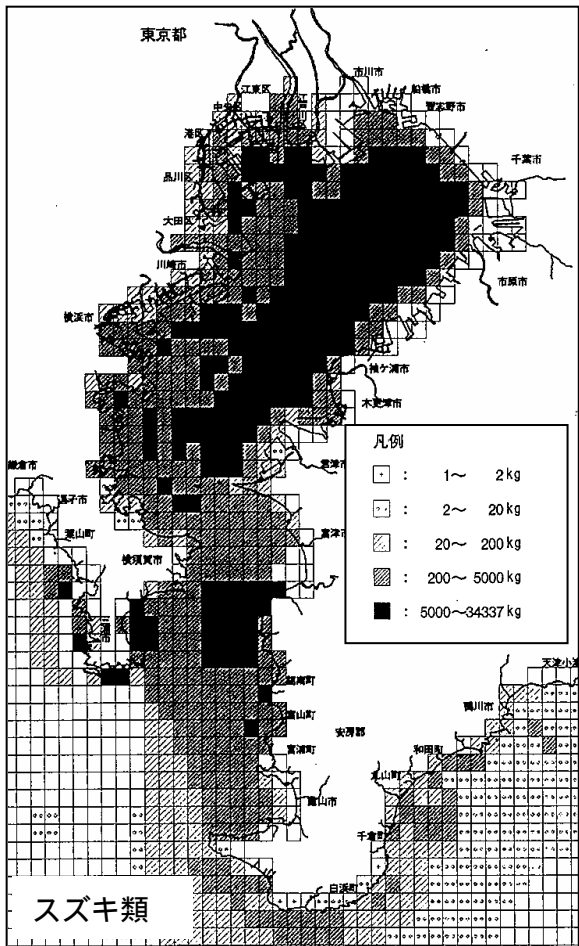 東京都
市川市
船橋市
江東区
習志野市
中央区
港区
千葉市
品川区
大田区
川崎市
市原市
横浜市
袖ケ浦市
木更津市
凡例
1～ 2kg
2～ 20kg
20～ 200kg
200～ 5000kg
5000～34337kg
鎌倉市
逗子市
葉山町
富津市
横須賀市
三浦市
天津小湊
鋸南町
鴨川市
富山町
安房郡
和田町
富浦町
丸山町
館山市
千倉町
白浜町
スズキ類